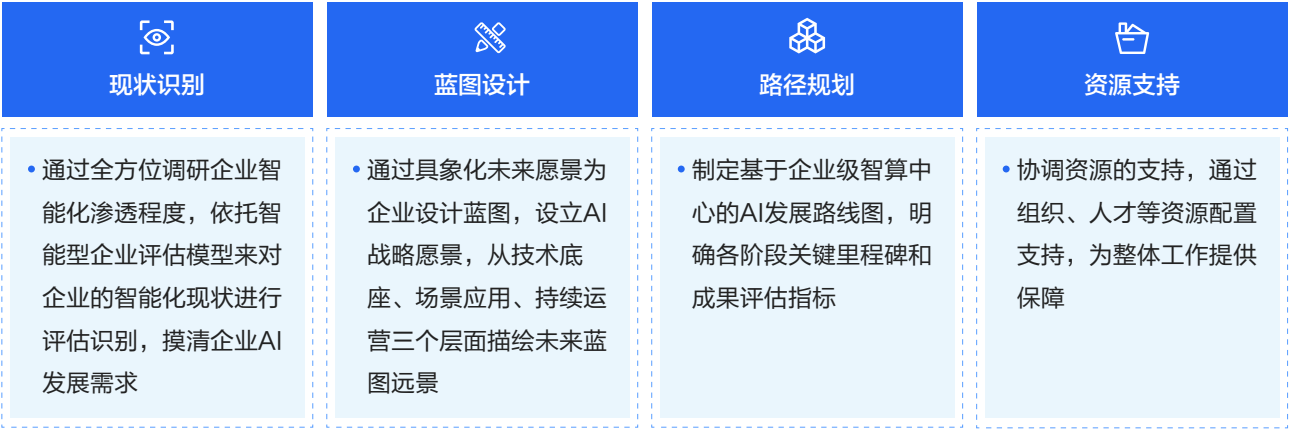 现状识别
• 通过全方位调研企业智
能化渗透程度，依托智
能型企业评估模型来对
企业的智能化现状进行
评估识别，摸清企业AI
发展需求
蓝图设计
• 通过具象化未来愿景为
企业设计蓝图，设立AI
战略愿景，从技术底
座、场景应用、持续运
营三个层面描绘未来蓝
图远景
路径规划
• 制定基于企业级智算中
心的AI发展路线图，明
确各阶段关键里程碑和
成果评估指标
资源支持
• 协调资源的支持，通过
组织、人才等资源配置
支持，为整体工作提供
保障